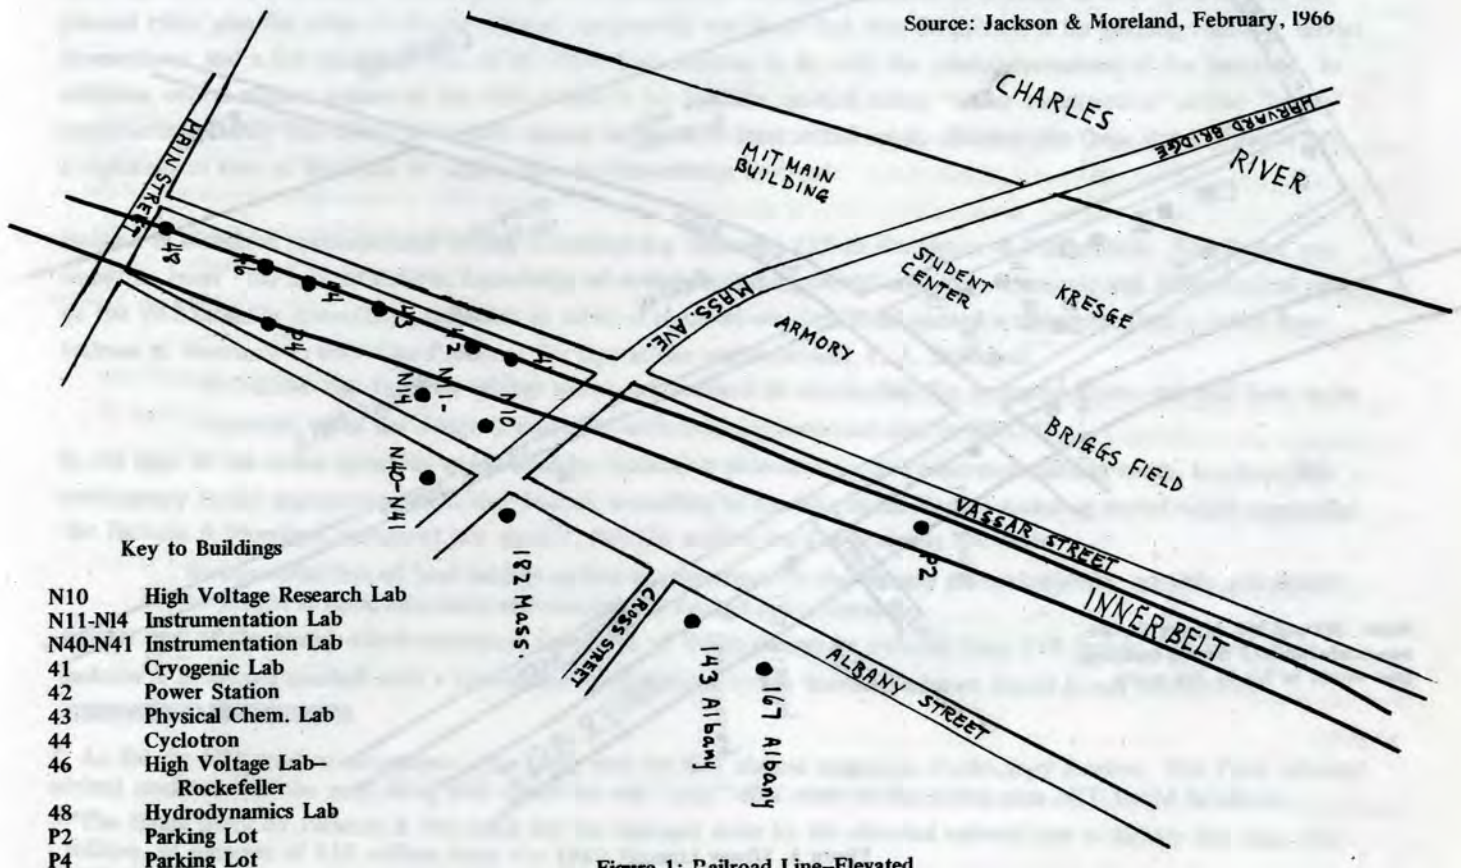 Source: Jackson & Moreland, February, 1966
CHARLES
HARVARD BRIDGE
RIVER
MIT MAIN
BUILDING
MAIN STREET
48
46
44
43
42
41
P4
MASS. AVE.
STUDENT
CENTER
KRESGE
ARMORY
N11-
N14
N10
N40-N41
BRIGGS FIELD
VASSAR STREET
P2
INNER BELT
182 Mass.
CROSS STREET
143 Albany
167 Albany
ALBANY STREET
Key to Buildings
N10 High Voltage Research Lab
N11-N14 Instrumentation Lab
N40-N41 Instrumentation Lab
41 Cryogenic Lab
42 Power Station
43 Physical Chem. Lab
44 Cyclotron
46 High Voltage Lab–
Rockefeller
48 Hydrodynamics Lab
P2 Parking Lot
P4 Parking Lot
Figure 1: Railroad Line–Elevated